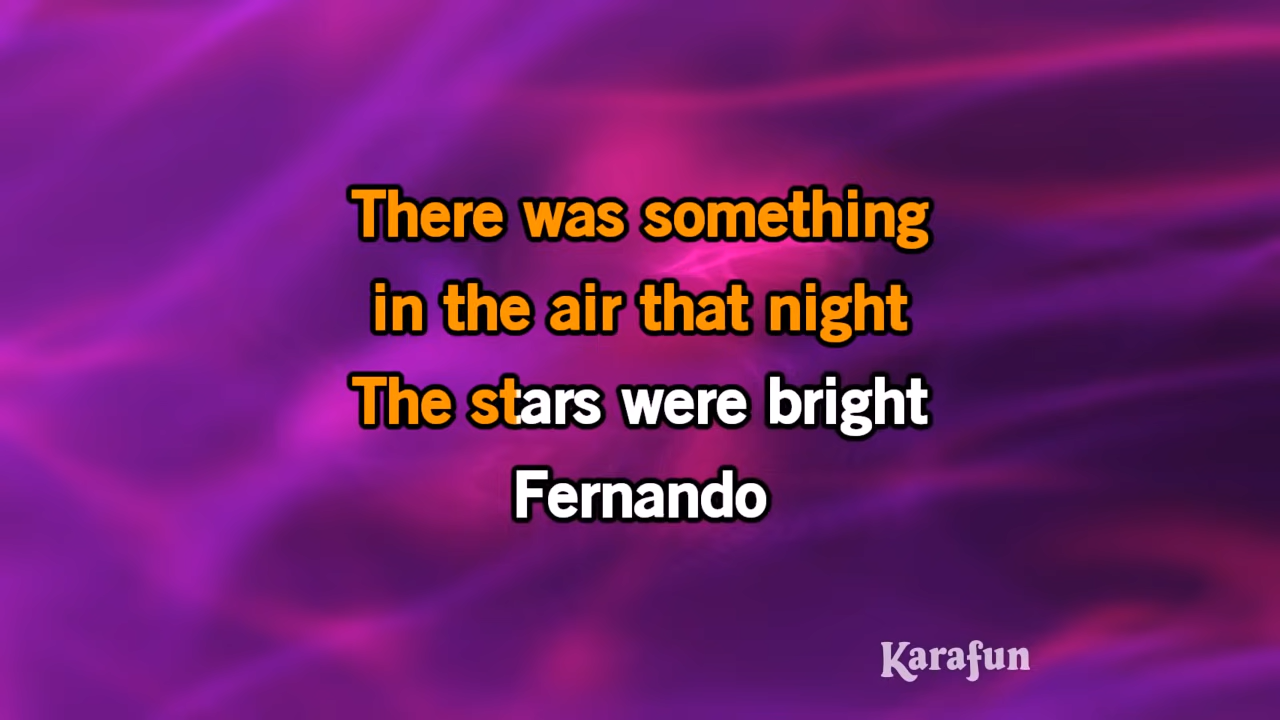 There was something
in the air that night
The stars were bright
Fernando
Karafun